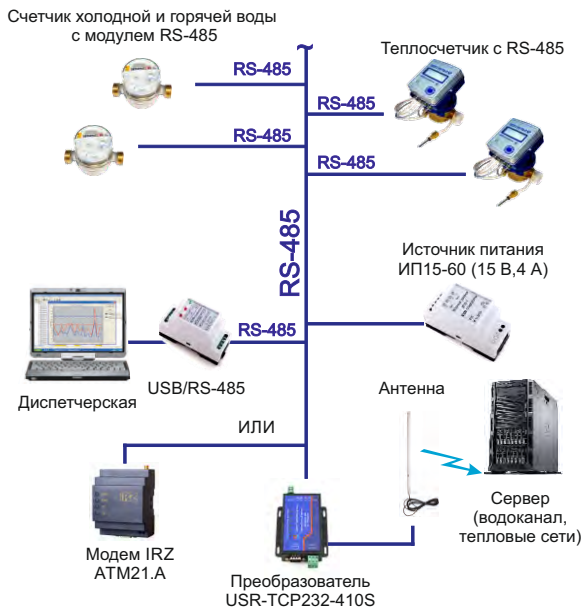 Счетчик холодной и горячей воды
с модулем RS-485
Теплосчетчик с RS-485
RS-485
RS-485
RS-485
RS-485
RS-485
Источник питания
ИП15-60 (15 В,4 А)
RS-485
USB/RS-485
Диспетчерская
ИЛИ
Антенна
Модем IRZ
ATM21.A
Преобразователь
USR-TCP232-410S
Сервер
(водоканал,
тепловые сети)